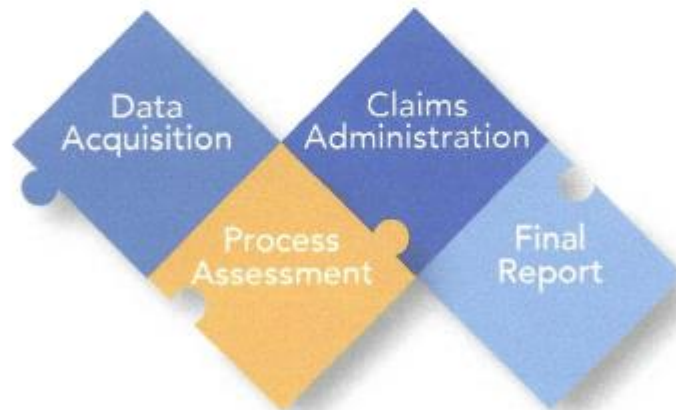 Data
Acquisition
Process
Assessment
Claims
Administration
Final
Report